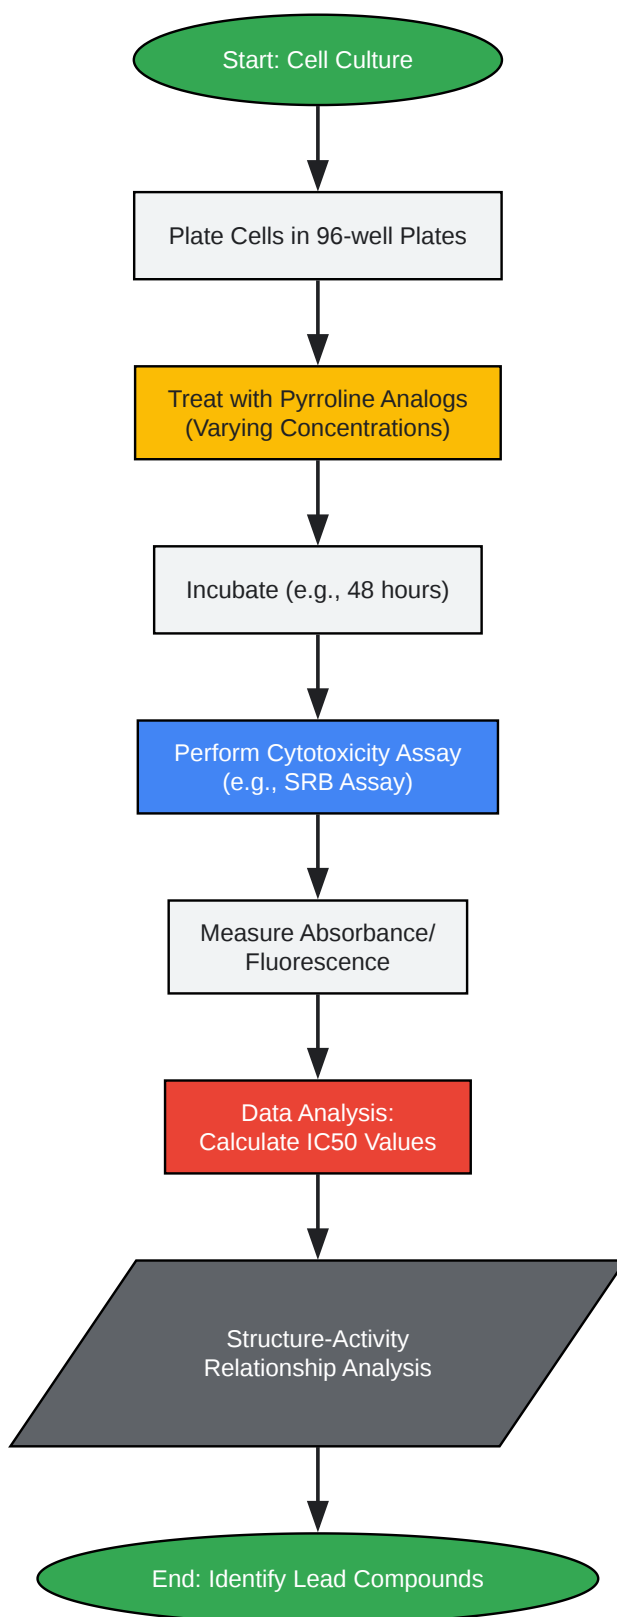 Start: Cell Culture
Plate Cells in 96-well Plates
Treat with Pyrroline Analogs
(Varying Concentrations)
Incubate (e.g., 48 hours)
Perform Cytotoxicity Assay
(e.g., SRB Assay)
Measure Absorbance/
Fluorescence
Data Analysis:
Calculate IC50 Values
Structure-Activity
Relationship Analysis
End: Identify Lead Compounds